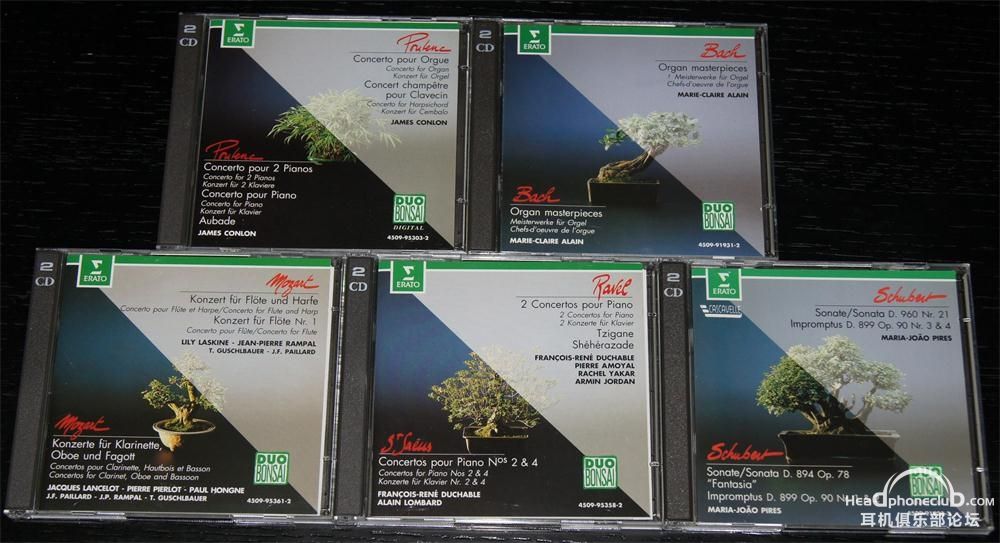 2
CD
ERATO
Poulenc
Concerto pour Orgue
Concerto for Organ
Konzert für Orgel
Concert champêtre
pour Clavecin
Concerto for Harpsichord
Konzert für Cembalo
JAMES CONLON
Poulenc
Concerto pour 2 Pianos
Concerto for 2 Pianos
Konzert für 2 Klaviere
Concerto pour Piano
Concerto for Piano
Konzert für Klavier
Aubade
JAMES CONLON
DUO
BONSAI
DIGITAL
4509-95303-2
2
CD
ERATO
Bach
Organ masterpieces
Meisterwerke für Orgel
Chefs-d'oeuvre de l'orgue
MARIE-CLAIRE ALAIN
Bach
Organ masterpieces
Meisterwerke für Orgel
Chefs-d'oeuvre de l'orgue
MARIE-CLAIRE ALAIN
DUO
BONSAI
4509-91931-2
2
CD
ERATO
Mozart
Konzert für Flöte und Harfe
Concerto pour Flûte et Harpe/Concerto for Flute and Harp
Konzert für Flöte Nr. 1
Concerto pour Flûte/Concerto for Flute
LILY LASKINE - JEAN-PIERRE RAMPAL
T. GUSCHLBAUER - J.F. PAILLARD
Mozart
Konzerte für Klarinette,
Oboe und Fagott
Concertos pour Clarinette, Hautbois et Basson
Concertos for Clarinet, Oboe and Bassoon
JACQUES LANCELOT - PIERRE PIERLOT - PAUL HONGNE
J.F. PAILLARD - J.P. RAMPAL - T. GUSCHLBAUER
DUO
BONSAI
4509-95361-2
2
CD
ERATO
Ravel
2 Concertos pour Piano
2 Concertos for Piano
2 Konzerte für Klavier
Tzigane
Shéhérazade
FRANÇOIS-RENÉ DUCHABLE
PIERRE AMOYAL
RACHEL YAKAR
ARMIN JORDAN
St Saëns
Concertos pour Piano Nos 2 & 4
Concertos for Piano Nos 2 & 4
Konzerte für Klavier Nr. 2 & 4
FRANÇOIS-RENÉ DUCHABLE
ALAIN LOMBARD
DUO
BONSAI
4509-95358-2
2
CD
ERATO
CASCAVELLE
Schubert
Sonate/Sonata D. 960 Nr. 21
Impromptus D. 899 Op. 90 Nr. 3 & 4
MARIA-JOÃO PIRES
Schubert
Sonate/Sonata D. 894 Op. 78
"Fantasia"
Impromptus D. 899 Op. 90
MARIA-JOÃO PIRES
BONSAI
Headphoneclub.com
耳机俱乐部论坛